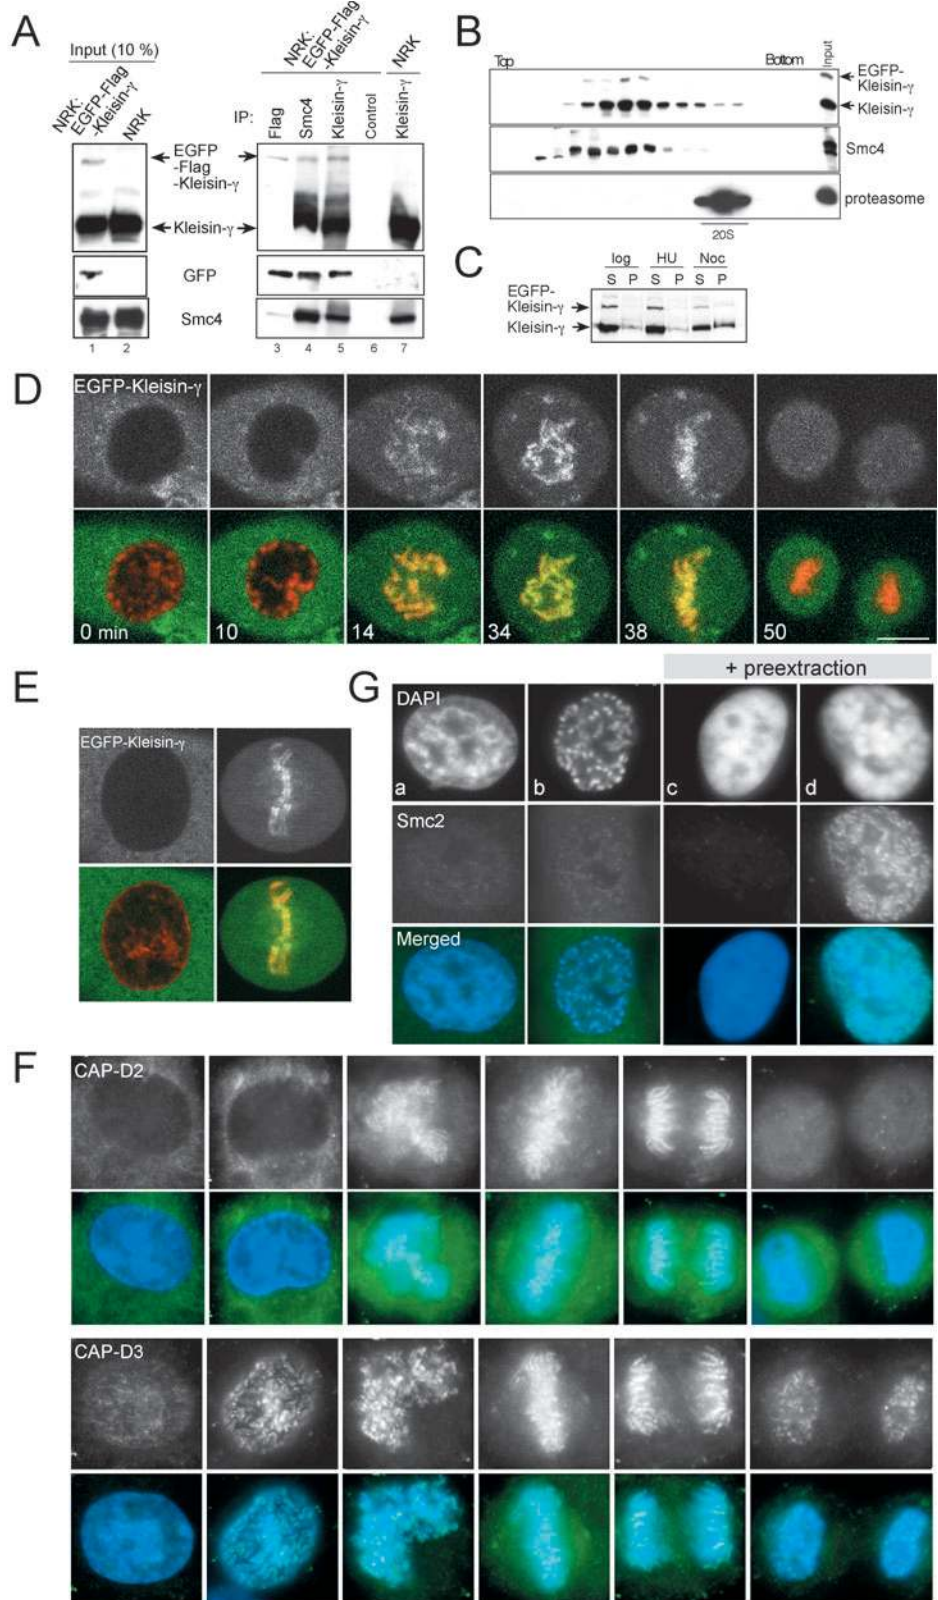 A
Input (10 %)
NRK:
EGFP-Flag
-Kleisin-γ
NRK
NRK:
EGFP-Flag
-Kleisin-γ
NRK
IP:
Flag
Smc4
Kleisin-γ
Control
Kleisin-γ
EGFP
-Flag
-Kleisin-γ
Kleisin-γ
GFP
Smc4
1 2 3 4 5 6 7
B
Top Bottom Input
EGFP-
Kleisin-γ
Kleisin-γ
Smc4
proteasome
20S
C
log HU Noc
S P S P S P
EGFP-
Kleisin-γ
Kleisin-γ
D
EGFP-Kleisin-γ
0 min 10 14 34 38 50
E
EGFP-Kleisin-γ
G
+ preextraction
DAPI
a b c d
Smc2
Merged
F
CAP-D2
CAP-D3